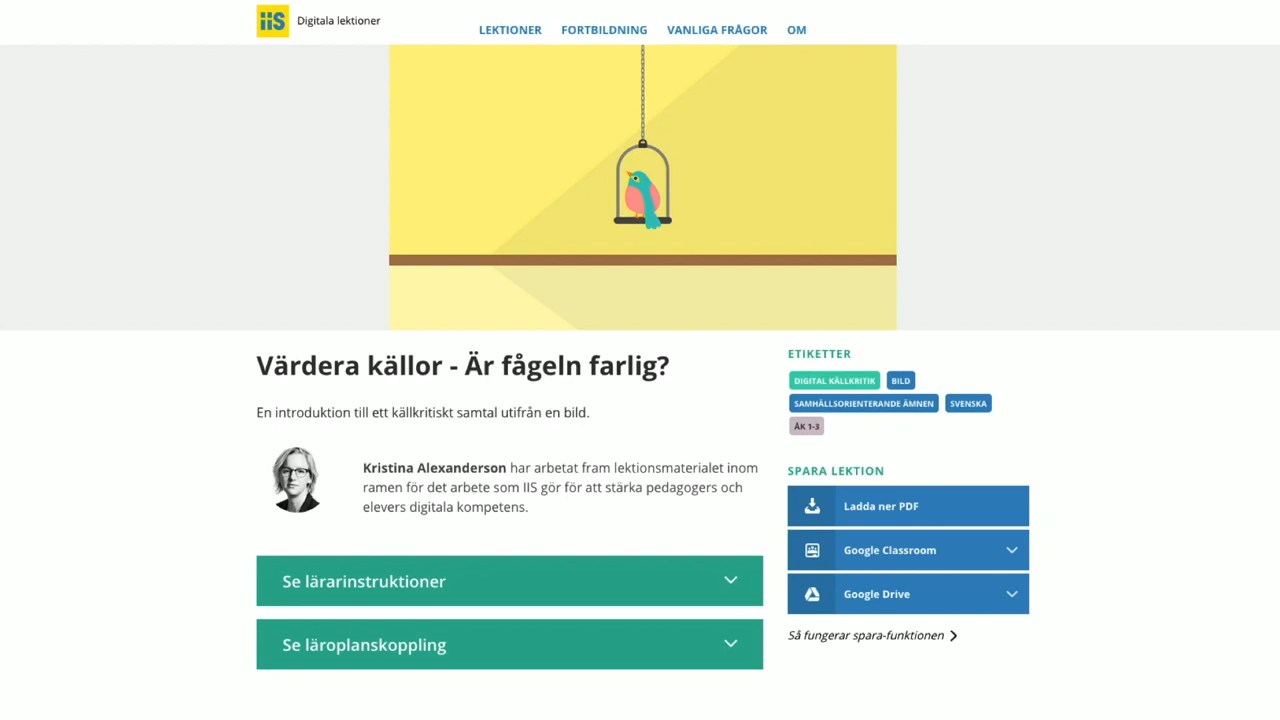 iis
Digitala lektioner
LEKTIONER
FORTBILDNING
VANLIGA FRÅGOR
OM
Värdera källor - Är fågeln farlig?
En introduktion till ett källkritiskt samtal utifrån en bild.
Kristina Alexanderson har arbetat fram lektionsmaterialet inom
ramen för det arbete som IIS gör för att stärka pedagogers och
elevers digitala kompetens.
Se lärarinstruktioner
Se läroplanskoppling
ETIKETTER
DIGITAL KÄLLKRITIK
BILD
SAMHÄLLSORIENTERANDE ÄMNEN
SVENSKA
ÅK 1-3
SPARA LEKTION
Ladda ner PDF
Google Classroom
Google Drive
Så fungerar spara-funktionen